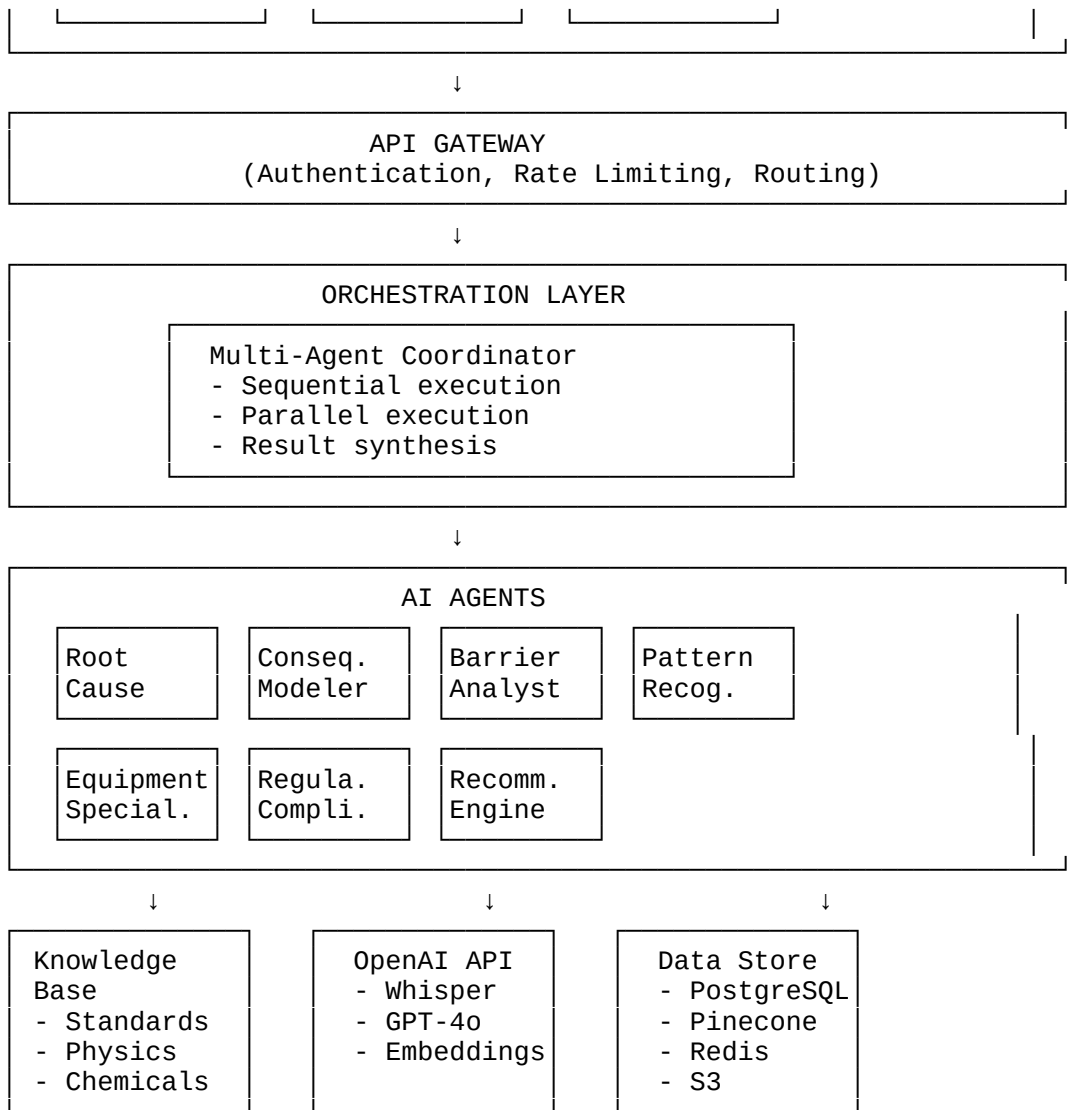 ↓
API GATEWAY
(Authentication, Rate Limiting, Routing)
↓
ORCHESTRATION LAYER
Multi-Agent Coordinator
- Sequential execution
- Parallel execution
- Result synthesis
↓
AI AGENTS
Root Conseq. Barrier Pattern
Cause Modeler Analyst Recog.
Equipment Regula. Recomm.
Special. Compli. Engine
↓ ↓ ↓
Knowledge OpenAI API Data Store
Base - Whisper - PostgreSQL
- Standards - GPT-4o - Pinecone
- Physics - Embeddings - Redis
- Chemicals - S3